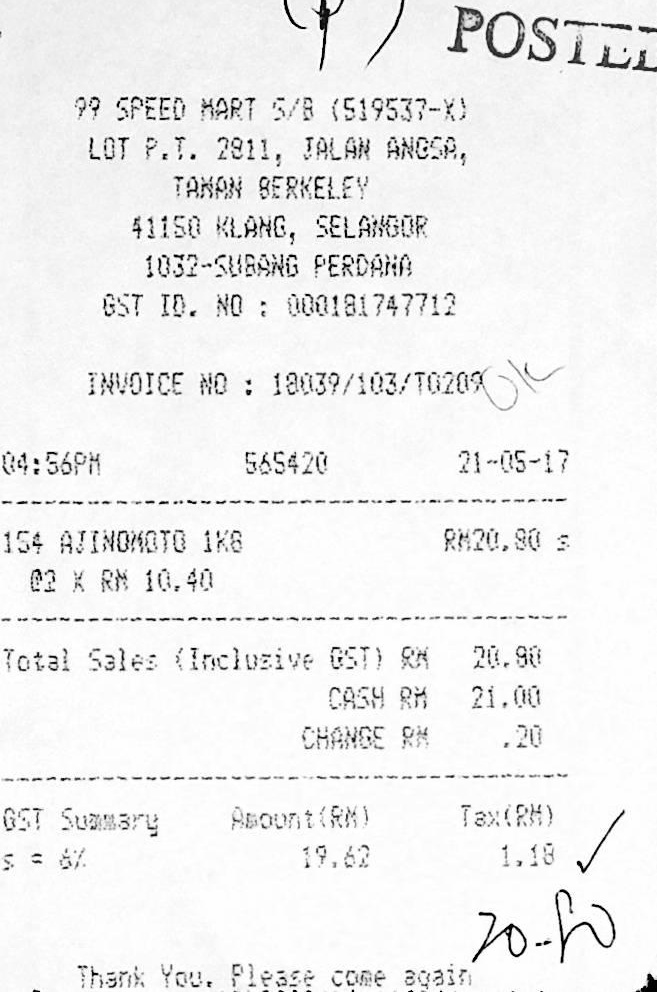 POSTED
99 SPEED MART S/B (519537-X)
LOT P.T. 2811, JALAN ANGSA,
TAMAN BERKELEY
41150 KLANG, SELANGOR
1032-SUBANG PERDANA
GST ID. NO : 000181747712
INVOICE NO : 18039/103/T0209
OK
04:56PM 565420 21-05-17
154 AJINOMOTO 1KG RM20.80 s
@2 X RM 10.40
Total Sales (Inclusive GST) RM 20.80
CASH RM 21.00
CHANGE RM .20
GST Summary Amount(RM) Tax(RM)
s = 6% 19.62 1.18
20.80
Thank You. Please come again